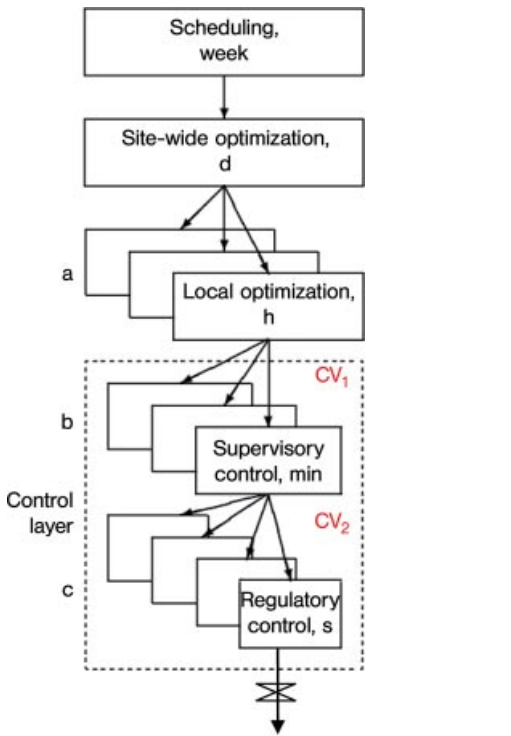 Scheduling,
week
Site-wide optimization,
d
a
Local optimization,
h
CV₁
b
Supervisory
control, min
Control
layer
CV₂
c
Regulatory
control, s